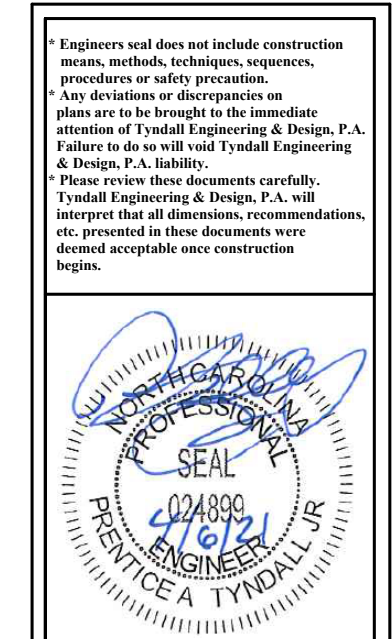 * Engineers seal does not include construction
means, methods, techniques, sequences,
procedures or safety precaution.
* Any deviations or discrepancies on
plans are to be brought to the immediate
attention of Tyndall Engineering & Design, P.A.
Failure to do so will void Tyndall Engineering
& Design, P.A. liability.
* Please review these documents carefully.
Tyndall Engineering & Design, P.A. will
interpret that all dimensions, recommendations,
etc. presented in these documents were
deemed acceptable once construction
begins.
NORTH CAROLINA
PROFESSIONAL
SEAL
024899
4/6/21
ENGINEER
PRENTICE A TYNDALL JR